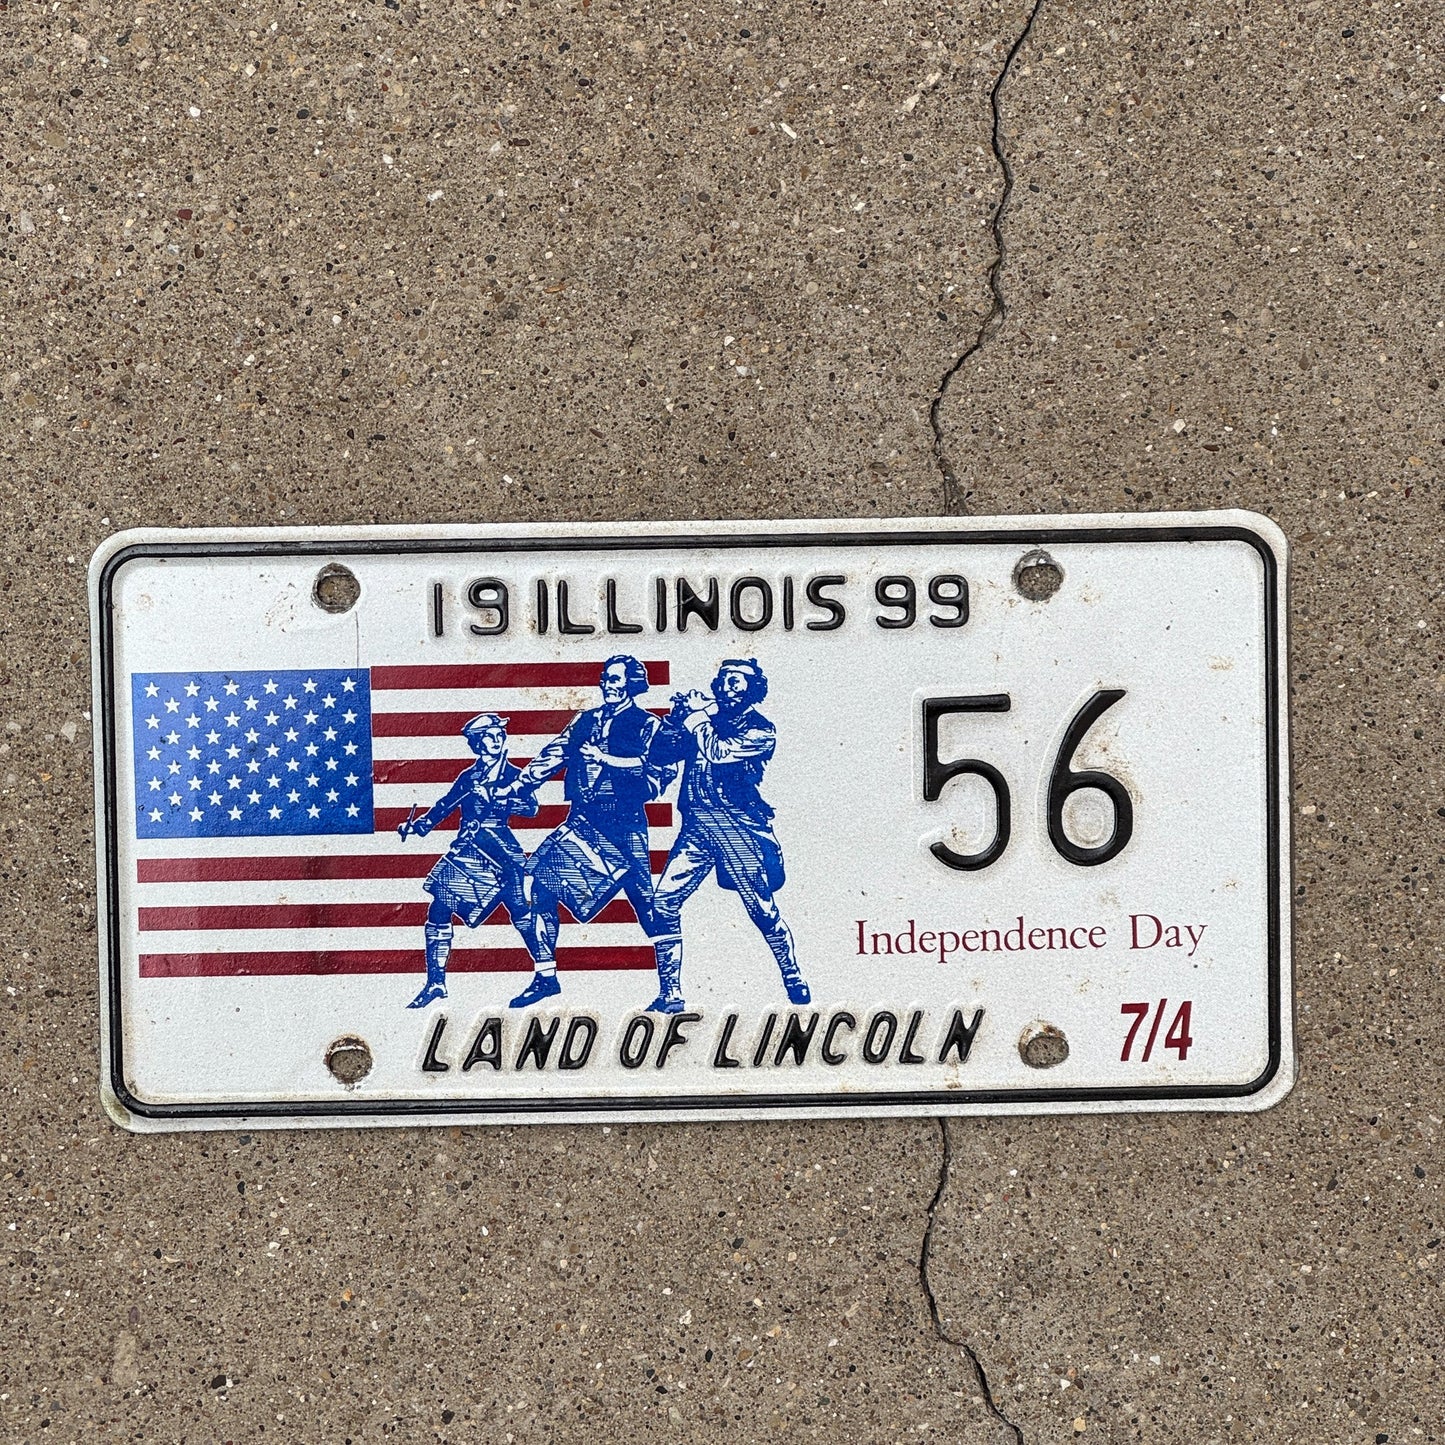 19 ILLINOIS 99
56
Independence Day
LAND OF LINCOLN
7/4